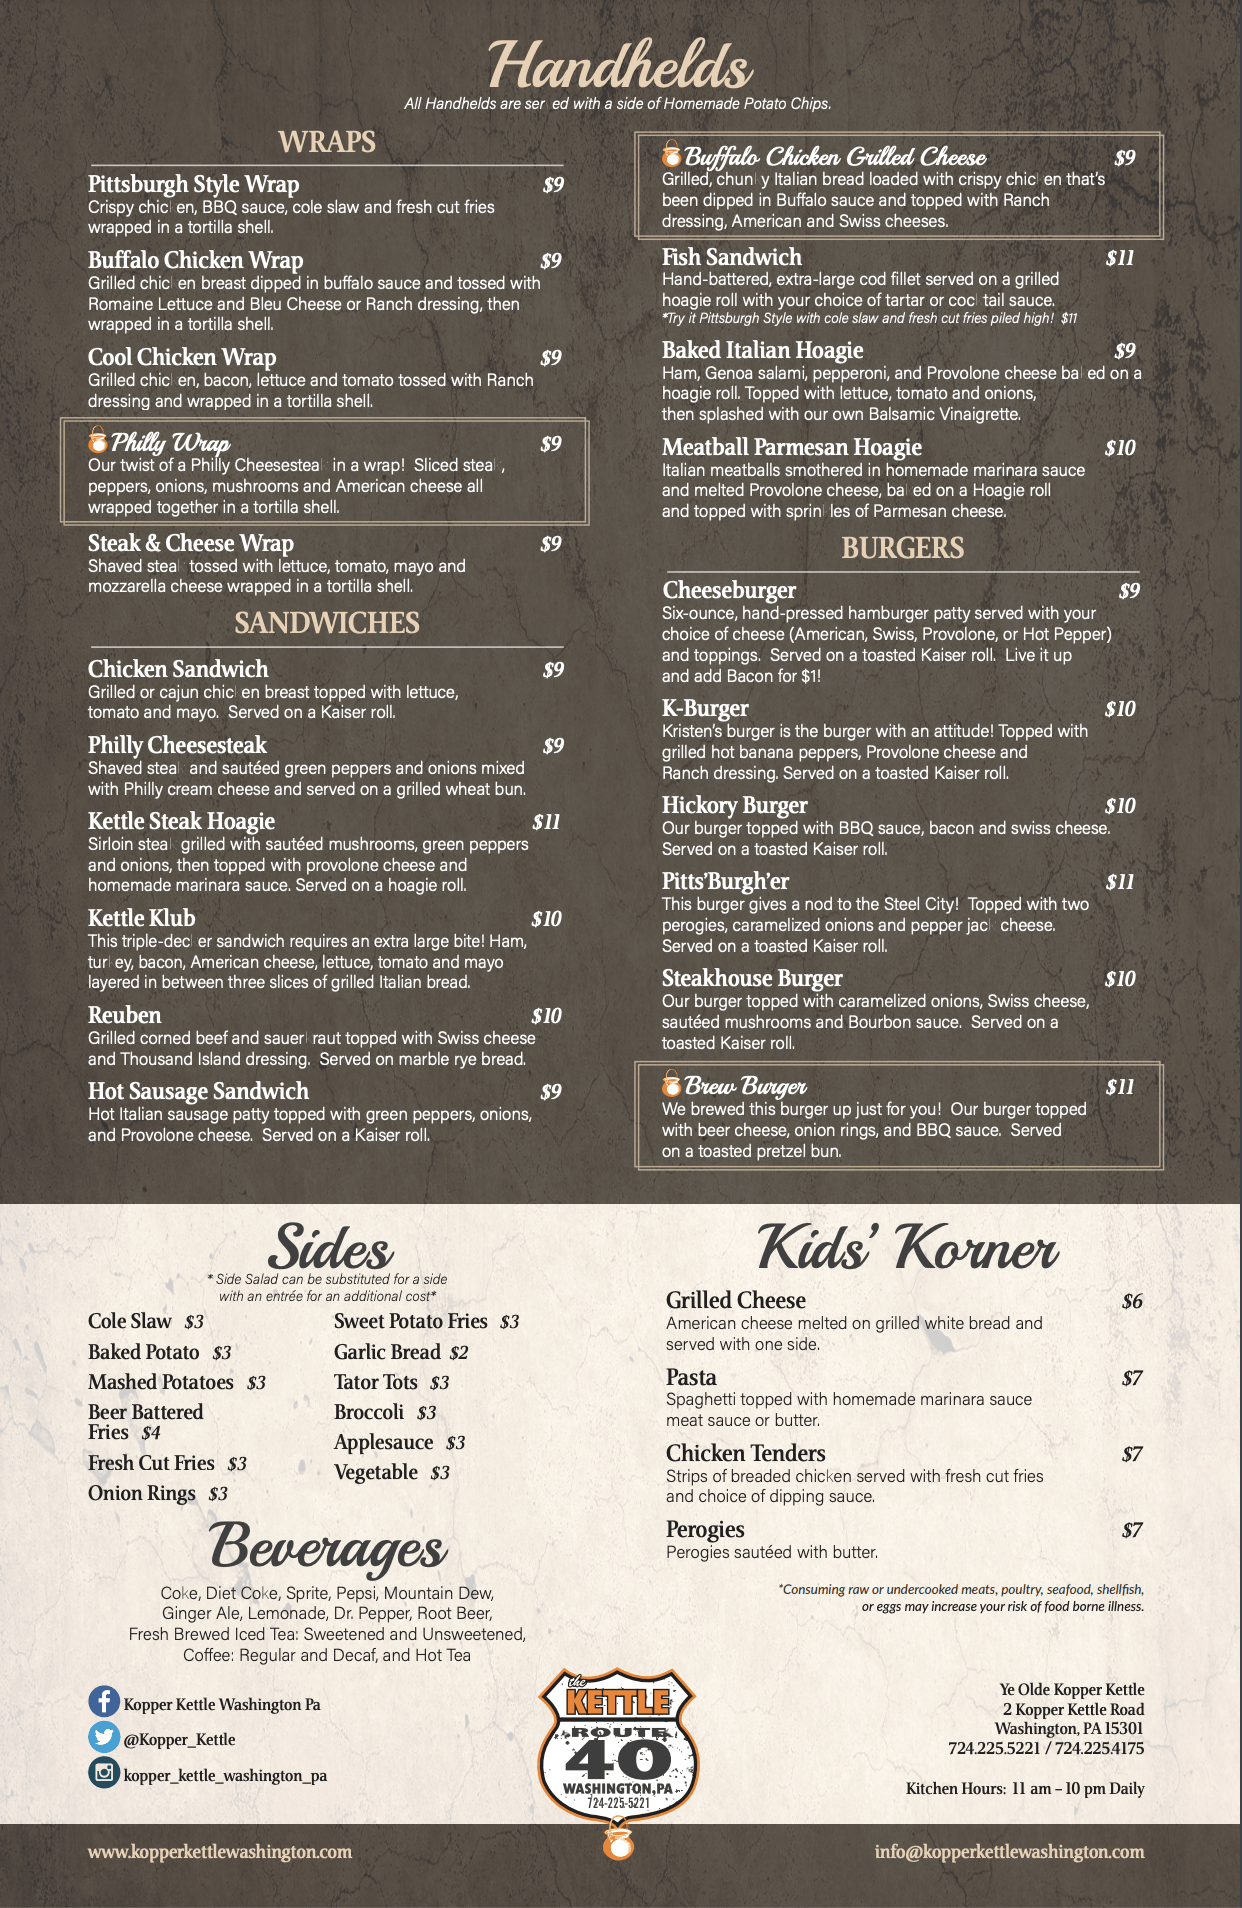 Handhelds
All Handhelds are ser ed with a side of Homemade Potato Chips.
WRAPS
Pittsburgh Style Wrap $9
Crispy chic en, BBQ sauce, cole slaw and fresh cut fries
wrapped in a tortilla shell.
Buffalo Chicken Wrap $9
Grilled chic en breast dipped in buffalo sauce and tossed with
Romaine Lettuce and Bleu Cheese or Ranch dressing, then
wrapped in a tortilla shell.
Cool Chicken Wrap $9
Grilled chic en, bacon, lettuce and tomato tossed with Ranch
dressing and wrapped in a tortilla shell.
Philly Wrap $9
Our twist of a Philly Cheesestea in a wrap! Sliced stea ,
peppers, onions, mushrooms and American cheese all
wrapped together in a tortilla shell.
Steak & Cheese Wrap $9
Shaved stea tossed with lettuce, tomato, mayo and
mozzarella cheese wrapped in a tortilla shell.
SANDWICHES
Chicken Sandwich $9
Grilled or cajun chic en breast topped with lettuce,
tomato and mayo. Served on a Kaiser roll.
Philly Cheesesteak $9
Shaved stea and sautéed green peppers and onions mixed
with Philly cream cheese and served on a grilled wheat bun.
Kettle Steak Hoagie $11
Sirloin stea grilled with sautéed mushrooms, green peppers
and onions, then topped with provolone cheese and
homemade marinara sauce. Served on a hoagie roll.
Kettle Klub $10
This triple-dec er sandwich requires an extra large bite! Ham,
tur ey, bacon, American cheese, lettuce, tomato and mayo
layered in between three slices of grilled Italian bread.
Reuben $10
Grilled corned beef and sauer raut topped with Swiss cheese
and Thousand Island dressing. Served on marble rye bread.
Hot Sausage Sandwich $9
Hot Italian sausage patty topped with green peppers, onions,
and Provolone cheese. Served on a Kaiser roll.
Buffalo Chicken Grilled Cheese $9
Grilled, chun y Italian bread loaded with crispy chic en that's
been dipped in Buffalo sauce and topped with Ranch
dressing, American and Swiss cheeses.
Fish Sandwich $11
Hand-battered, extra-large cod fillet served on a grilled
hoagie roll with your choice of tartar or coc tail sauce.
*Try it Pittsburgh Style with cole slaw and fresh cut fries piled high! $11
Baked Italian Hoagie $9
Ham, Genoa salami, pepperoni, and Provolone cheese ba ed on a
hoagie roll. Topped with lettuce, tomato and onions,
then splashed with our own Balsamic Vinaigrette.
Meatball Parmesan Hoagie $10
Italian meatballs smothered in homemade marinara sauce
and melted Provolone cheese, ba ed on a Hoagie roll
and topped with sprin les of Parmesan cheese.
BURGERS
Cheeseburger $9
Six-ounce, hand-pressed hamburger patty served with your
choice of cheese (American, Swiss, Provolone, or Hot Pepper)
and toppings. Served on a toasted Kaiser roll. Live it up
and add Bacon for $1!
K-Burger $10
Kristen's burger is the burger with an attitude! Topped with
grilled hot banana peppers, Provolone cheese and
Ranch dressing. Served on a toasted Kaiser roll.
Hickory Burger $10
Our burger topped with BBQ sauce, bacon and swiss cheese.
Served on a toasted Kaiser roll.
Pitts'Burgh'er $11
This burger gives a nod to the Steel City! Topped with two
perogies, caramelized onions and pepper jac cheese.
Served on a toasted Kaiser roll.
Steakhouse Burger $10
Our burger topped with caramelized onions, Swiss cheese,
sautéed mushrooms and Bourbon sauce. Served on a
toasted Kaiser roll.
Brew Burger $11
We brewed this burger up just for you! Our burger topped
with beer cheese, onion rings, and BBQ sauce. Served
on a toasted pretzel bun.
Sides
* Side Salad can be substituted for a side
with an entrée for an additional cost*
Cole Slaw $3
Baked Potato $3
Mashed Potatoes $3
Beer Battered
Fries $4
Fresh Cut Fries $3
Onion Rings $3
Sweet Potato Fries $3
Garlic Bread $2
Tator Tots $3
Broccoli $3
Applesauce $3
Vegetable $3
Beverages
Coke, Diet Coke, Sprite, Pepsi, Mountain Dew,
Ginger Ale, Lemonade, Dr. Pepper, Root Beer,
Fresh Brewed Iced Tea: Sweetened and Unsweetened,
Coffee: Regular and Decaf, and Hot Tea
Kids' Korner
Grilled Cheese $6
American cheese melted on grilled white bread and
served with one side.
Pasta $7
Spaghetti topped with homemade marinara sauce
meat sauce or butter.
Chicken Tenders $7
Strips of breaded chicken served with fresh cut fries
and choice of dipping sauce.
Perogies $7
Perogies sautéed with butter.
*Consuming raw or undercooked meats, poultry, seafood, shellfish,
or eggs may increase your risk of food borne illness.
Kopper Kettle Washington Pa
@Kopper_Kettle
kopper_kettle_washington_pa
the
KETTLE
ROUTE
40
WASHINGTON, PA
724-225-5221
Ye Olde Kopper Kettle
2 Kopper Kettle Road
Washington, PA 15301
724.225.5221 / 724.225.4175
Kitchen Hours: 11 am – 10 pm Daily
www.kopperkettlewashington.com
info@kopperkettlewashington.com